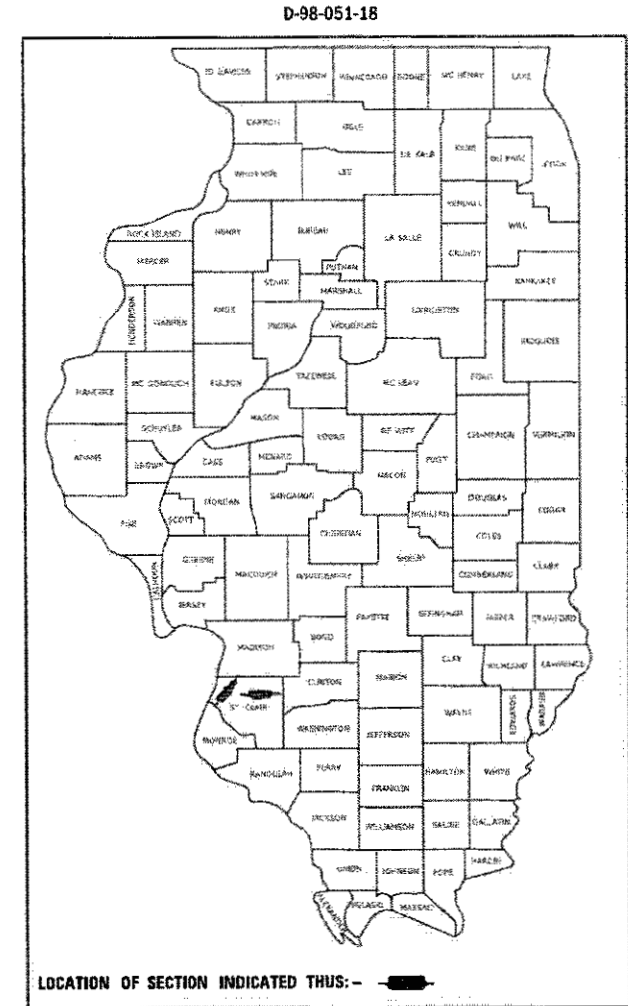 D-98-051-18
STEPHENSON WINNEBAGO BOONE MC HENRY LAKE
CARROLL OGLE
DE KALB KANE
WHITESIDE LEE
KENDALL WILL
ROCK ISLAND HENRY BUREAU LA SALLE
MERCER GRUNDY
PUTNAM KANKAKEE
STARK MARSHALL
HENDERSON WARREN KNOX PEORIA WOODFORD LIVINGSTON IROQUOIS
HANCOCK MC DONOUGH FULTON TAZEWELL MC LEAN FORD
MASON
SCHUYLER LOGAN DE WITT CHAMPAIGN VERMILION
ADAMS BROWN CASS MENARD MACON PIATT
MORGAN SANGAMON DOUGLAS
PIKE SCOTT CHRISTIAN MOULTRIE COLES EDGAR
GREENE MACOUPIN MONTGOMERY SHELBY CUMBERLAND CLARK
CALHOUN
JERSEY FAYETTE EFFINGHAM JASPER CRAWFORD
MADISON BOND
CLAY RICHLAND LAWRENCE
CLINTON MARION
ST CLAIR WAYNE EDWARDS WABASH
MONROE WASHINGTON JEFFERSON
RANDOLPH PERRY HAMILTON WHITE
FRANKLIN
JACKSON WILLIAMSON SALINE GALLATIN
UNION JOHNSON POPE HARDIN
ALEXANDER PULASKI MASSAC
LOCATION OF SECTION INDICATED THUS: -